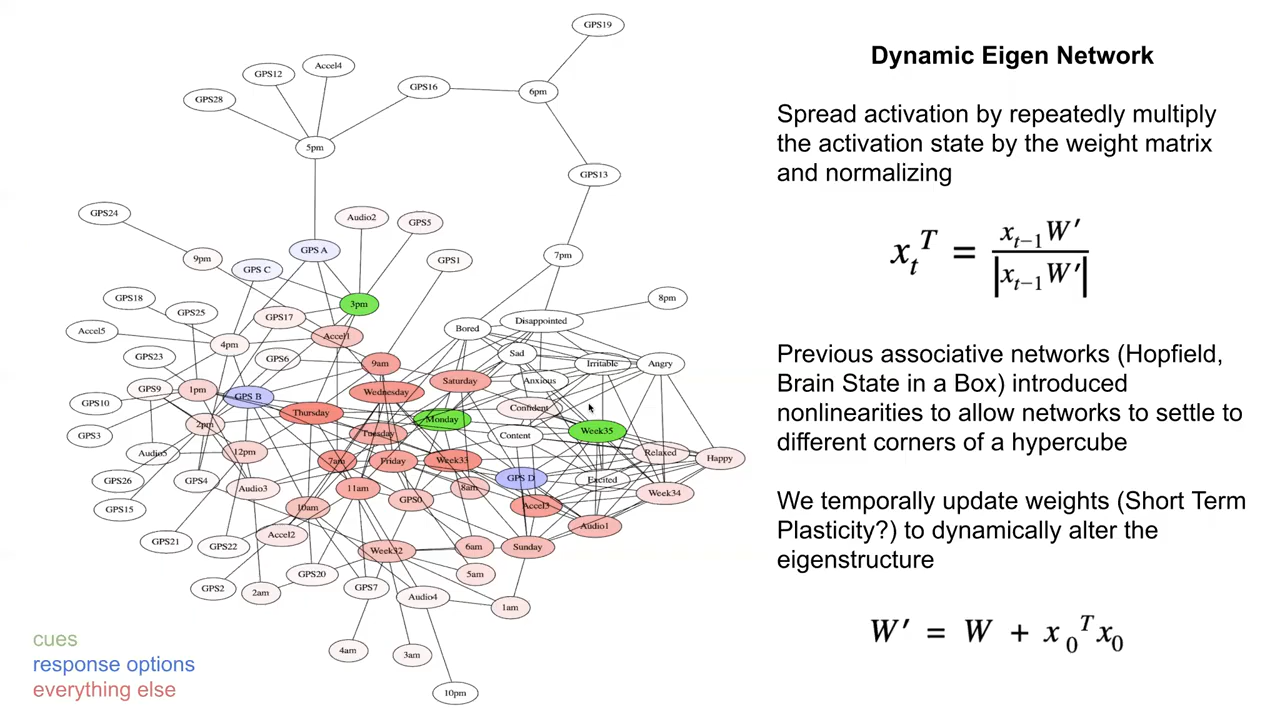 GPS19
GPS12
Accel4
GPS28
GPS16
6pm
5pm
GPS13
GPS24
Audio2
GPS5
9pm
GPS A
GPS C
GPS1
7pm
GPS18
GPS25
GPS17
3pm
8pm
Accel5
4pm
Accel1
Bored
Disappointed
GPS23
GPS6
9am
Sad
Irritable
Angry
GPS9
1pm
GPS B
Wednesday
Saturday
Anxious
GPS10
Thursday
Monday
Confident
GPS3
2pm
Tuesday
Content
Week35
Audio5
12pm
7am
Friday
Week33
Relaxed
Happy
GPS26
GPS4
Audio3
11am
GPS0
8am
GPS D
Excited
Week34
GPS15
10am
Accel3
Audio1
GPS21
GPS22
Accel2
Week32
6am
Sunday
GPS2
2am
GPS20
GPS7
Audio4
5am
1am
4am
3am
10pm
cues
response options
everything else
Dynamic Eigen Network
Spread activation by repeatedly multiply
the activation state by the weight matrix
and normalizing
x_t^T = x_{t−1}W′ / |x_{t−1}W′|
Previous associative networks (Hopfield,
Brain State in a Box) introduced
nonlinearities to allow networks to settle to
different corners of a hypercube
We temporally update weights (Short Term
Plasticity?) to dynamically alter the
eigenstructure
W′ = W + x_0^T x_0